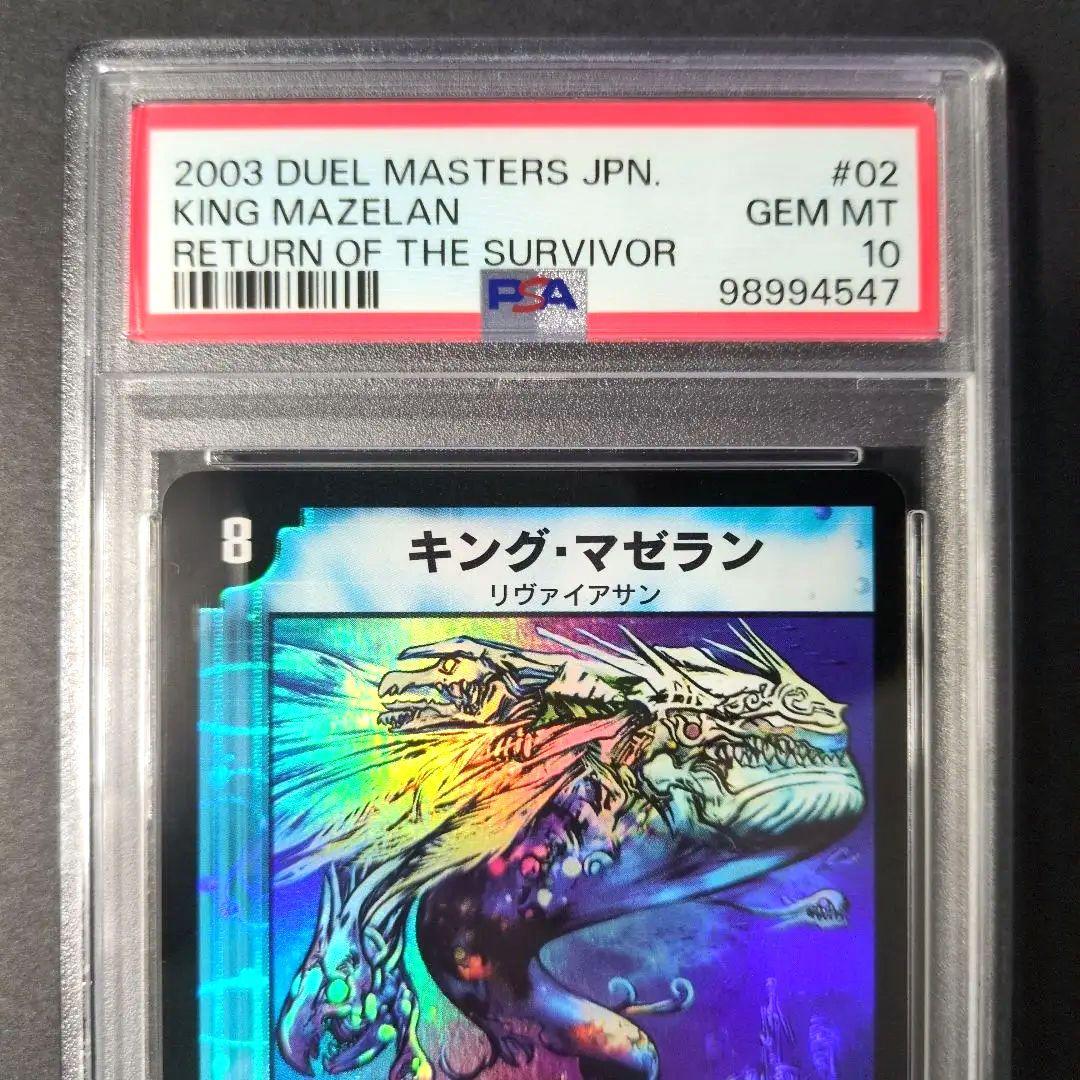 2003 DUEL MASTERS JPN. #02
KING MAZELAN GEM MT
RETURN OF THE SURVIVOR 10
PSA 98994547
8
キング・マゼラン
リヴァイアサン